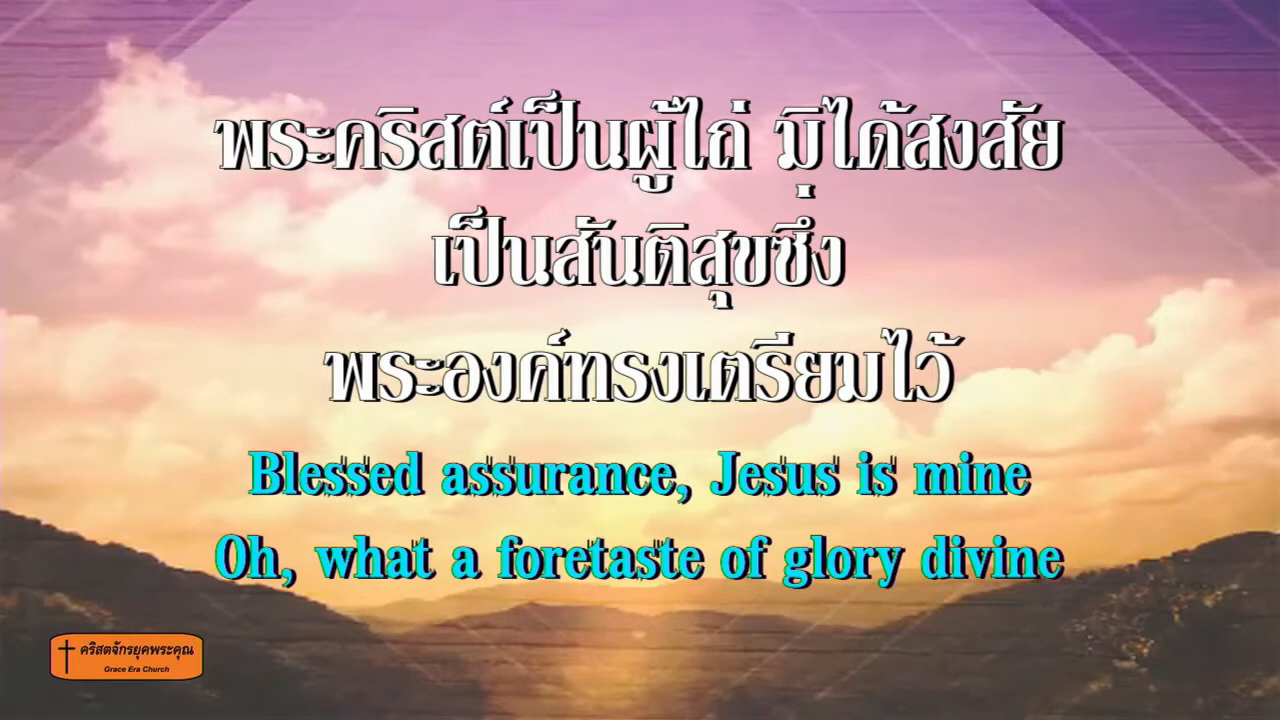 พระคริสต์เป็นผู้ไถ่ มิได้สงสัย
เป็นสันติสุขซึ่ง
พระองค์ทรงเตรียมไว้
Blessed assurance, Jesus is mine
Oh, what a foretaste of glory divine
คริสตจักรยุคพระคุณ
Grace Era Church